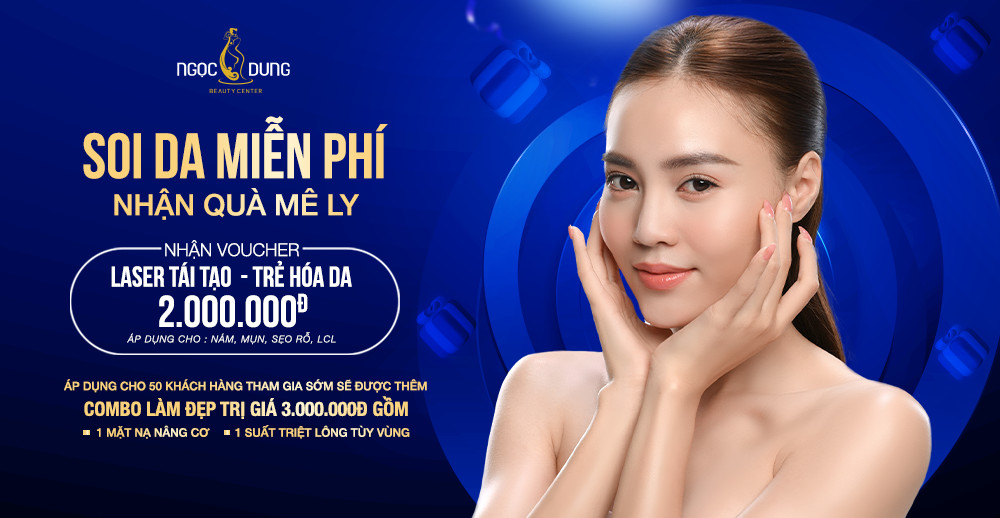 NGỌC DUNG
BEAUTY CENTER
SOI DA MIỄN PHÍ
NHẬN QUÀ MÊ LY
NHẬN VOUCHER
LASER TÁI TẠO - TRẺ HÓA DA
2.000.000Đ
ÁP DỤNG CHO : NÁM, MỤN, SẸO RỖ, LCL
ÁP DỤNG CHO 50 KHÁCH HÀNG THAM GIA SỚM SẼ ĐƯỢC THÊM
COMBO LÀM ĐẸP TRỊ GIÁ 3.000.000Đ GỒM
1 MẶT NẠ NÂNG CƠ 1 SUẤT TRIỆT LÔNG TÙY VÙNG